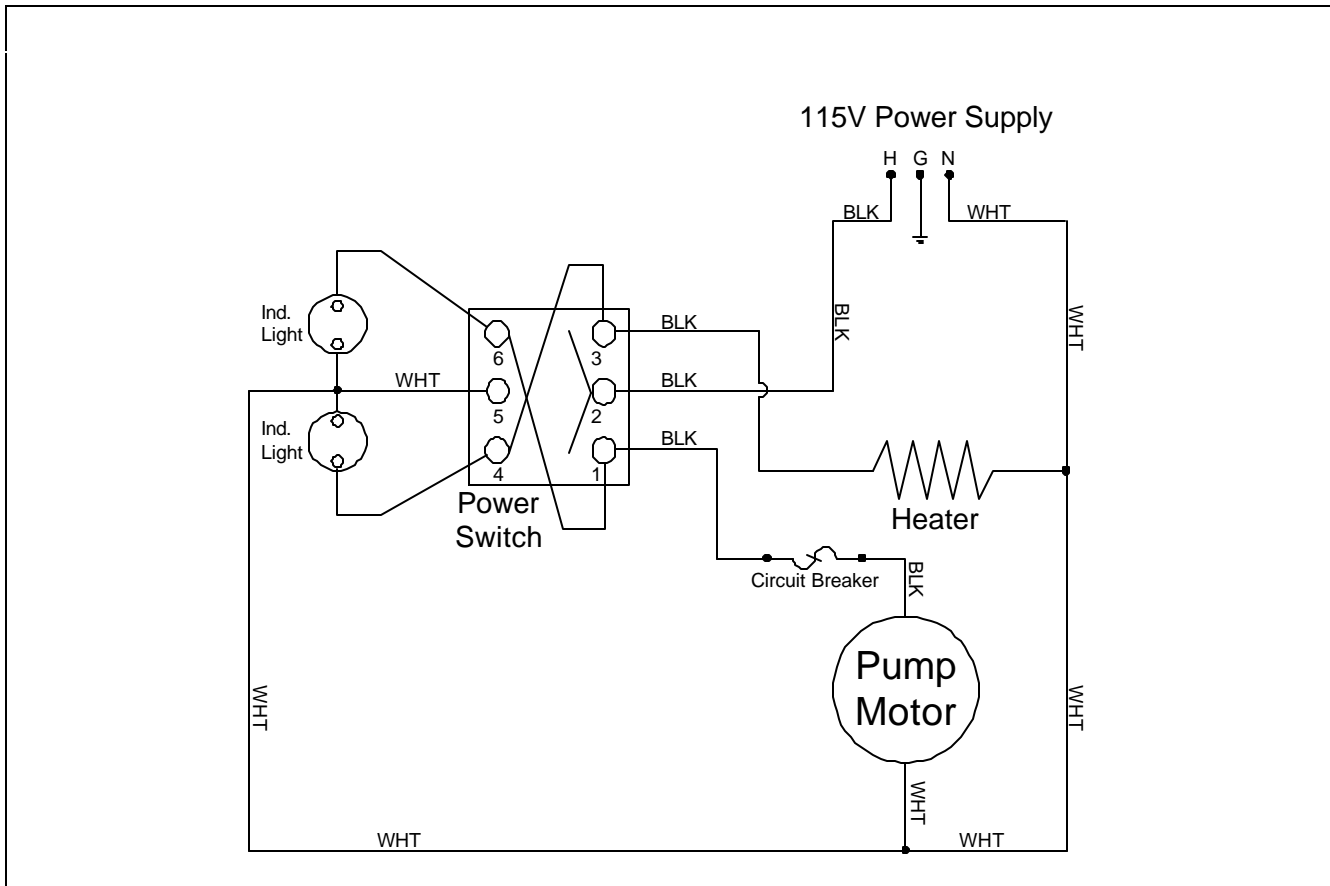 115V Power Supply
H G N
BLK
WHT
Ind.
Light
BLK
BLK
WHT
6
3
WHT
BLK
5
2
Ind.
Light
BLK
4
1
Power
Switch
Heater
Circuit Breaker
BLK
Pump
Motor
WHT
WHT
WHT
WHT
WHT